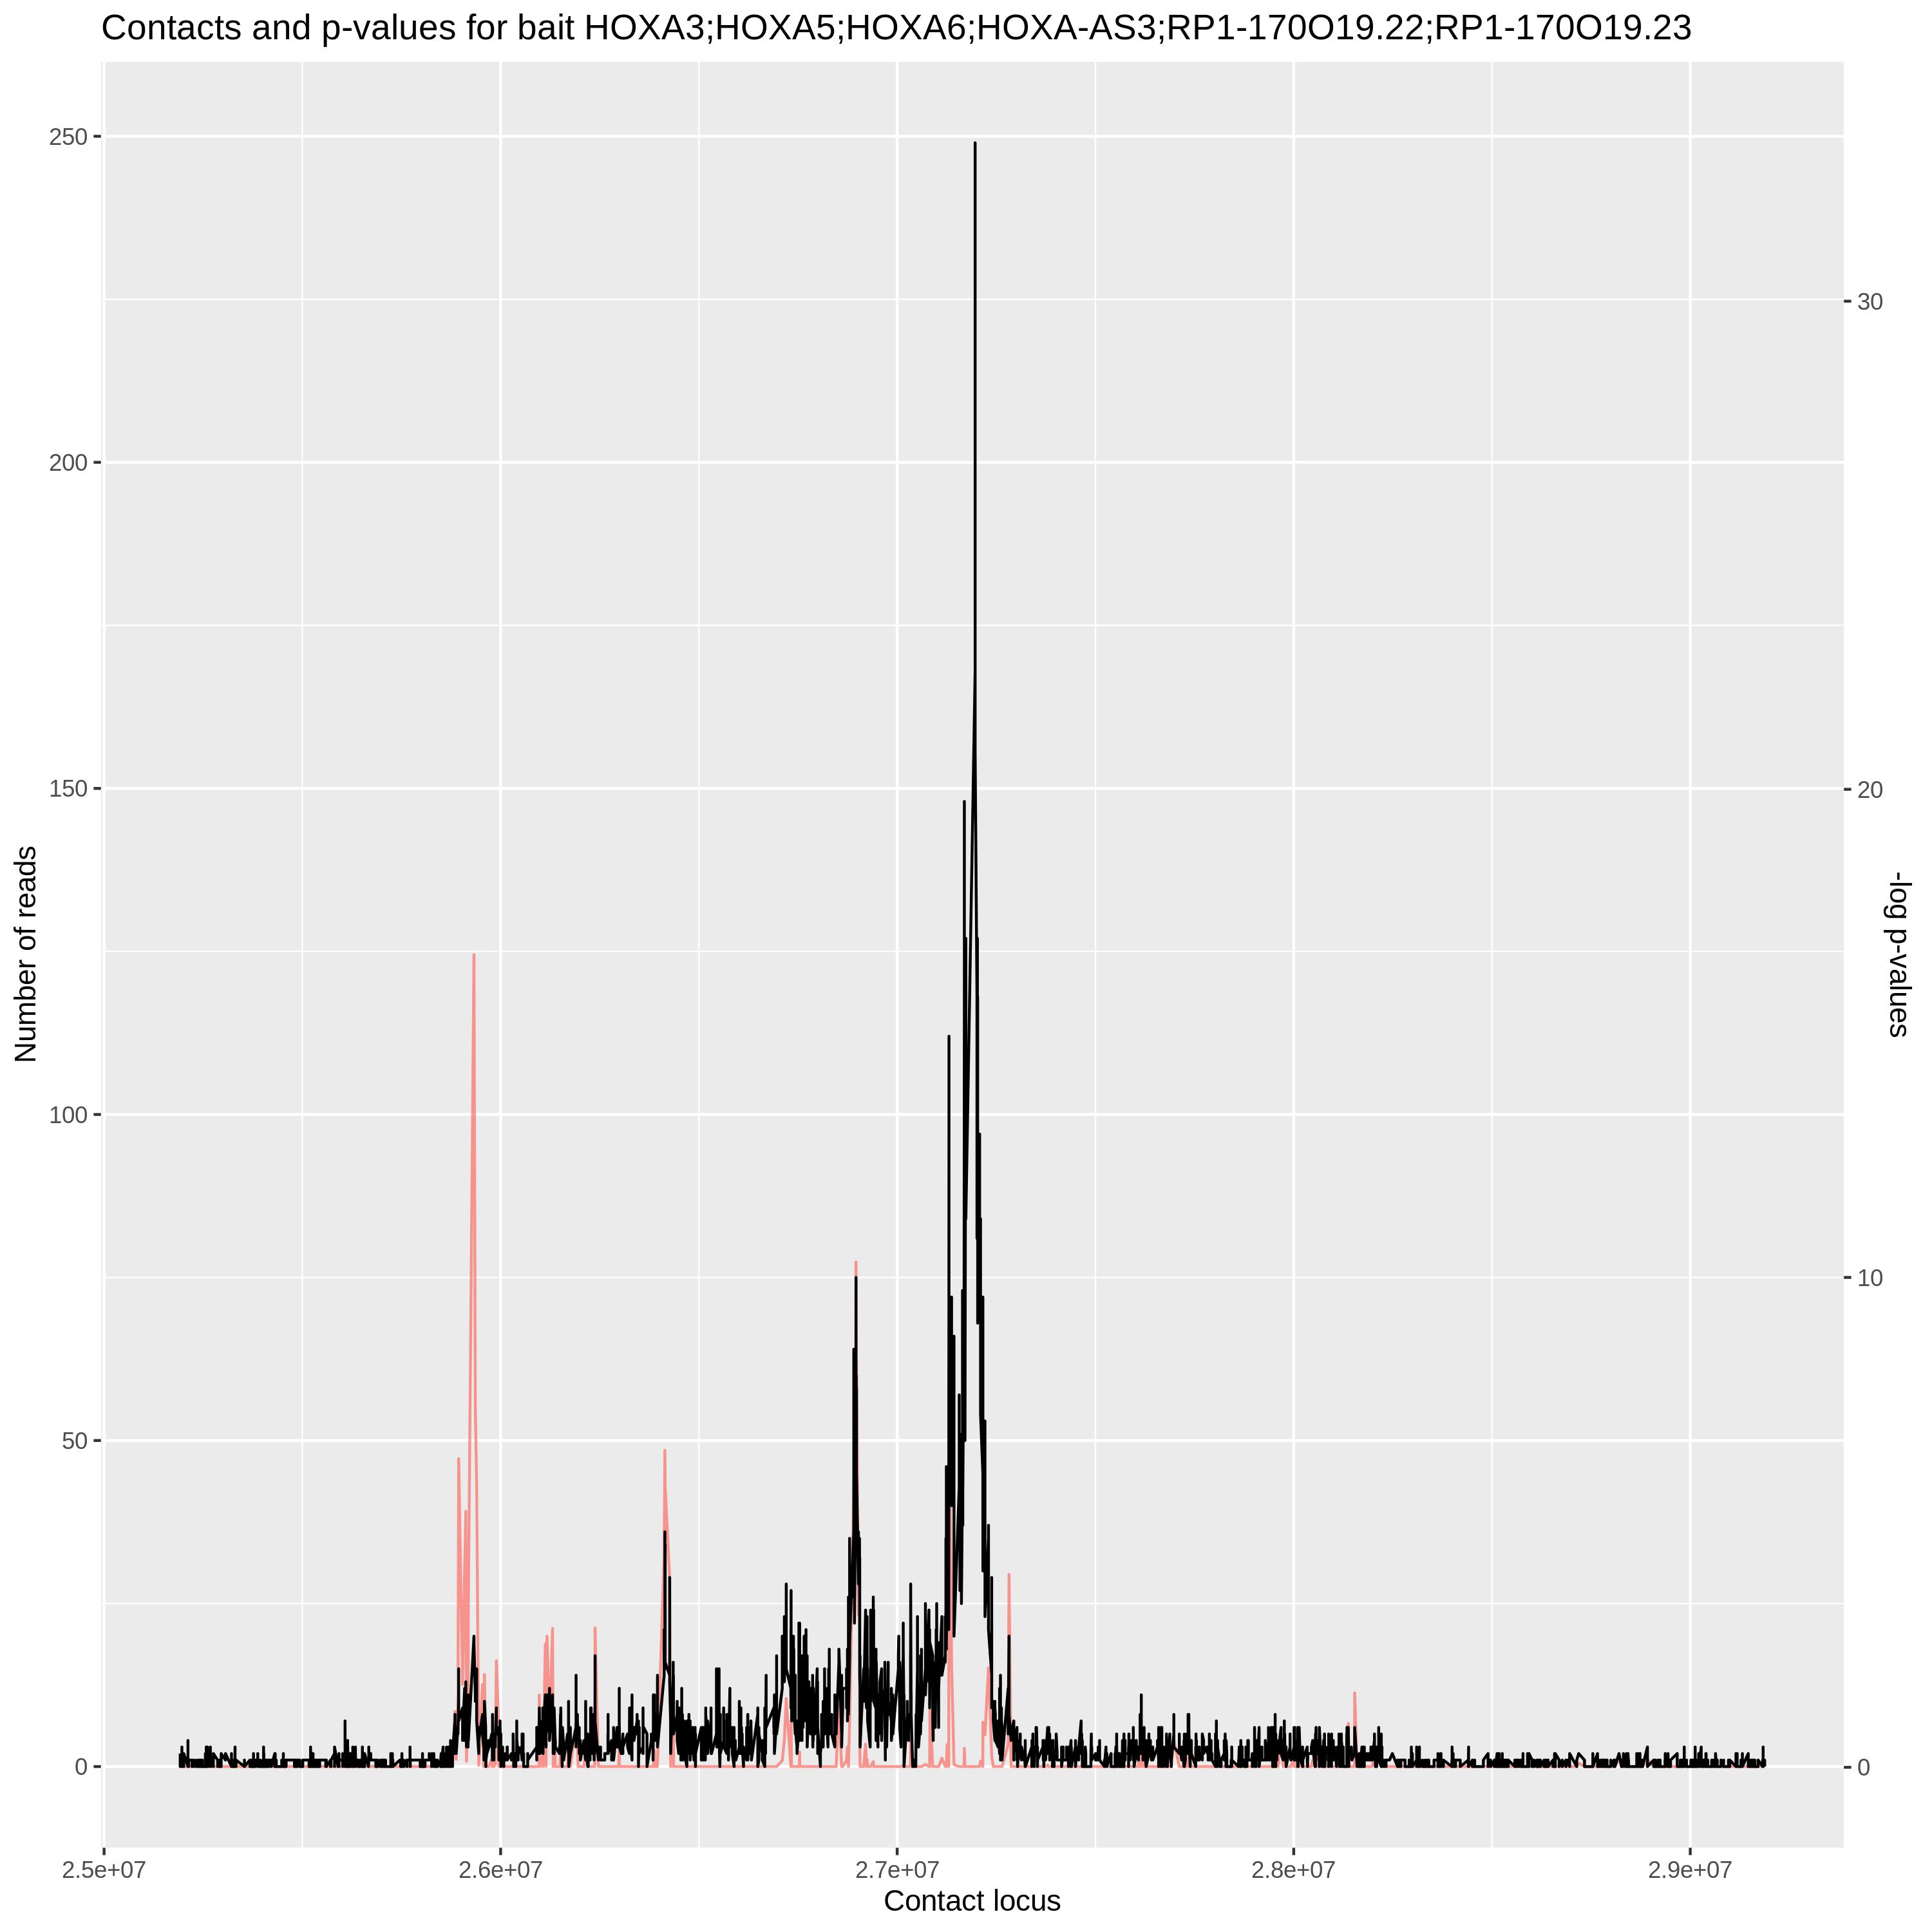 Contacts and p-values for bait HOXA3;HOXA5;HOXA6;HOXA-AS3;RP1-170O19.22;RP1-170O19.23
250
200
150
100
50
0
Number of reads
30
20
10
0
-log p-values
2.5e+07 2.6e+07 2.7e+07 2.8e+07 2.9e+07
Contact locus